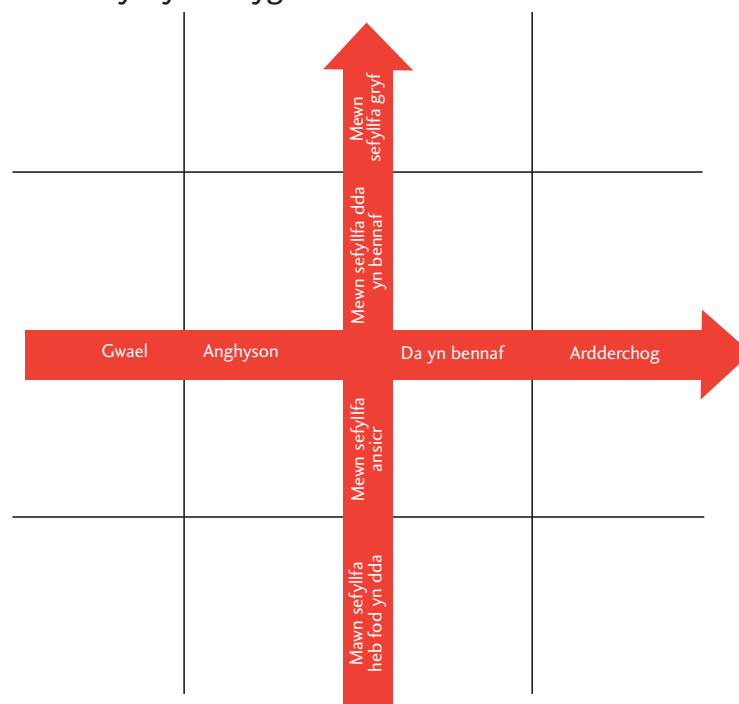 Mewn
sefyllfa gryf
Mewn sefyllfa dda
yn bennaf
Gwael
Anghyson
Da yn bennaf
Ardderchog
Mewn sefyllfa
ansicr
Mawn sefyllfa
heb fod yn dda